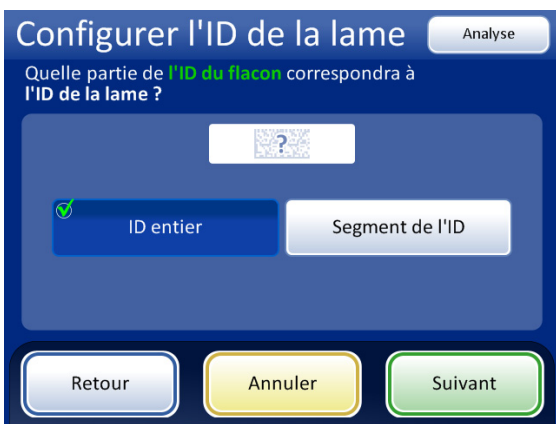 Configurer l'ID de la lame
Analyse
Quelle partie de l'ID du flacon correspondra à
l'ID de la lame ?
?
ID entier
Segment de l'ID
Retour
Annuler
Suivant